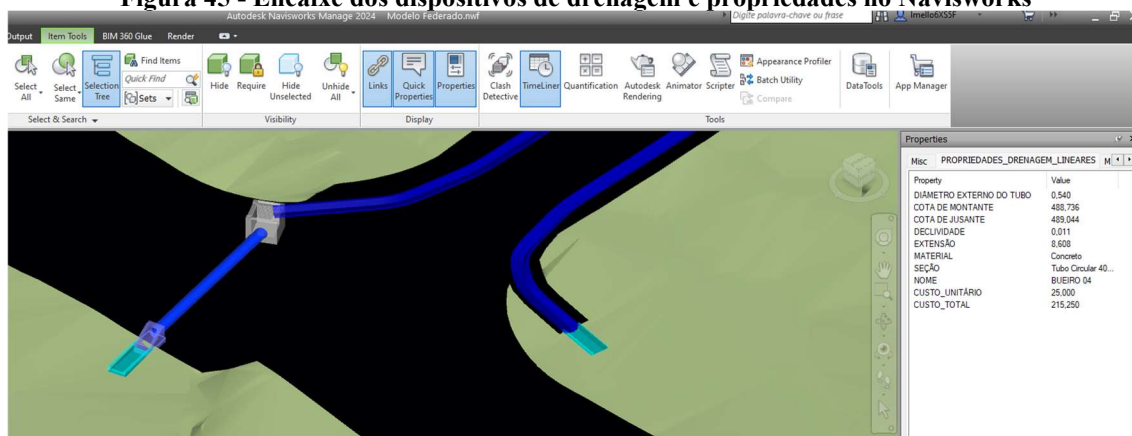 Figura 45 - Encaixe dos dispositivos de drenagem e propriedades no Navisworks
Autodesk Navisworks Manage 2024 Modelo Federado.nwf
Digite palavra-chave ou frase
lmello6XS5F
Output Item Tools BIM 360 Glue Render
Select All
Select Same
Selection Tree
Find Items
Quick Find
Sets
Hide
Require
Hide Unselected
Unhide All
Links
Quick Properties
Properties
Clash Detective
TimeLiner
Quantification
Autodesk Rendering
Animator
Scripter
Appearance Profiler
Batch Utility
Compare
DataTools
App Manager
Select & Search
Visibility
Display
Tools
Properties
Misc PROPRIEDADES_DRENAGEM_LINEARES M
Property Value
DIÂMETRO EXTERNO DO TUBO 0,540
COTA DE MONTANTE 488,736
COTA DE JUSANTE 489,044
DECLIVIDADE 0,011
EXTENSÃO 8,608
MATERIAL Concreto
SEÇÃO Tubo Circular 40...
NOME BUEIRO 04
CUSTO_UNITÁRIO 25,000
CUSTO_TOTAL 215,250